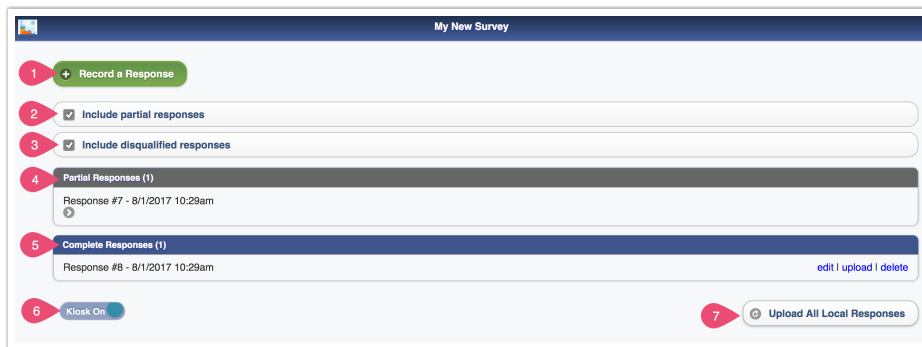 My New Survey
1 Record a Response
2 Include partial responses
3 Include disqualified responses
4 Partial Responses (1)
Response #7 - 8/1/2017 10:29am
5 Complete Responses (1)
Response #8 - 8/1/2017 10:29am edit | upload | delete
6 Kiosk On
7 Upload All Local Responses